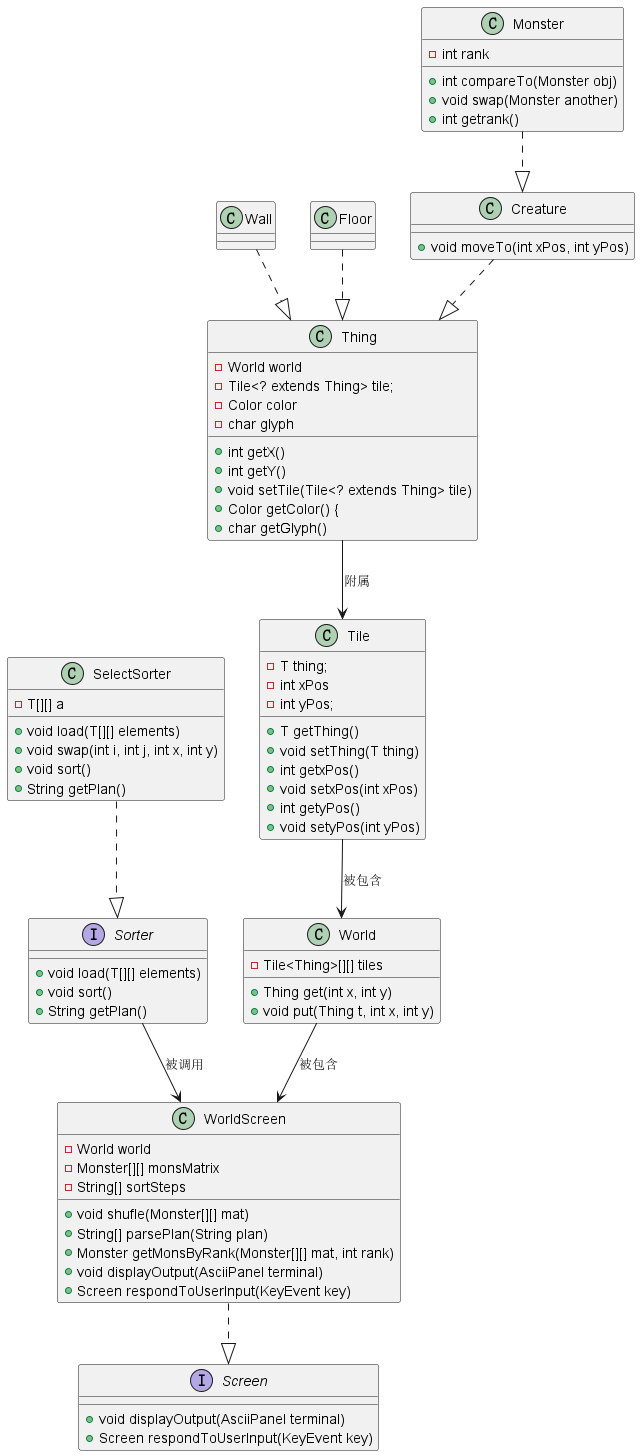 C Monster
int rank
int compareTo(Monster obj)
void swap(Monster another)
int getrank()
C Wall
C Floor
C Creature
void moveTo(int xPos, int yPos)
C Thing
World world
Tile<? extends Thing> tile;
Color color
char glyph
int getX()
int getY()
void setTile(Tile<? extends Thing> tile)
Color getColor() {
char getGlyph()
附属
C Tile
T thing;
int xPos
int yPos;
T getThing()
void setThing(T thing)
int getxPos()
void setxPos(int xPos)
int getyPos()
void setyPos(int yPos)
C SelectSorter
T[][] a
void load(T[][] elements)
void swap(int i, int j, int x, int y)
void sort()
String getPlan()
被包含
I Sorter
void load(T[][] elements)
void sort()
String getPlan()
C World
Tile<Thing>[][] tiles
Thing get(int x, int y)
void put(Thing t, int x, int y)
被调用
被包含
C WorldScreen
World world
Monster[][] monsMatrix
String[] sortSteps
void shufle(Monster[][] mat)
String[] parsePlan(String plan)
Monster getMonsByRank(Monster[][] mat, int rank)
void displayOutput(AsciiPanel terminal)
Screen respondToUserInput(KeyEvent key)
I Screen
void displayOutput(AsciiPanel terminal)
Screen respondToUserInput(KeyEvent key)